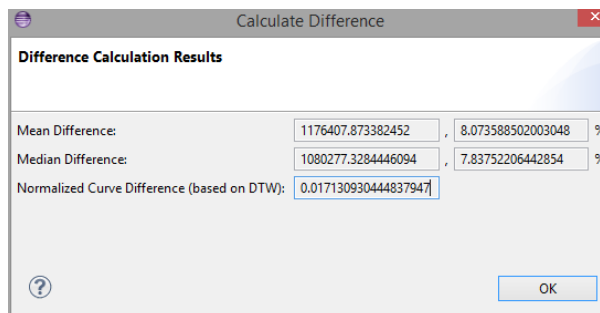 Calculate Difference
Difference Calculation Results
Mean Difference: 1176407.873382452 , 8.073588502003048 %
Median Difference: 1080277.3284446094 , 7.83752206442854 %
Normalized Curve Difference (based on DTW): 0.017130930444837947
OK